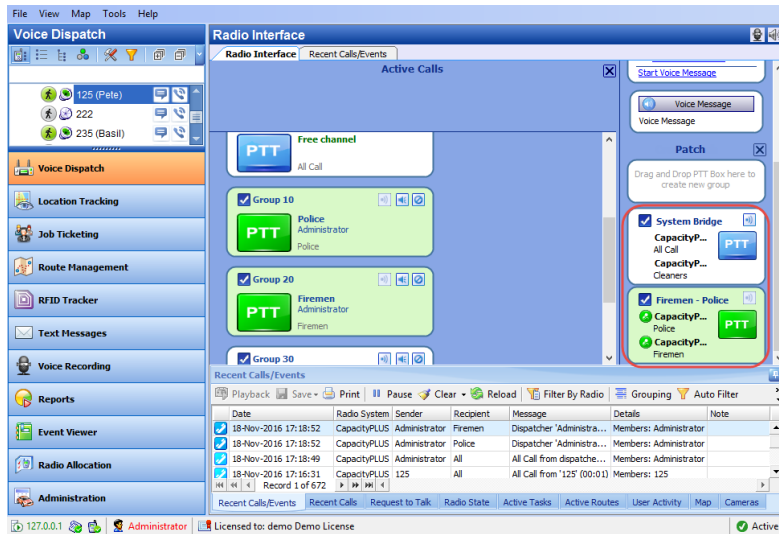 File View Map Tools Help
Voice Dispatch
125 (Pete)
222
235 (Basil)
Voice Dispatch
Location Tracking
Job Ticketing
Route Management
RFID Tracker
Text Messages
Voice Recording
Reports
Event Viewer
Radio Allocation
Administration
Radio Interface
Radio Interface Recent Calls/Events
Active Calls
PTT
Free channel
All Call
Group 10
PTT
Police
Administrator
Police
Group 20
PTT
Firemen
Administrator
Firemen
Group 30
Start Voice Message
Voice Message
Voice Message
Patch
Drag and Drop PTT Box here to
create new group
System Bridge
CapacityP...
All Call
CapacityP...
Cleaners
PTT
Firemen - Police
CapacityP...
Police
CapacityP...
Firemen
PTT
Recent Calls/Events
Playback Save Print Pause Clear Reload Filter By Radio Grouping Auto Filter
Date Radio System Sender Recipient Message Details Note
18-Nov-2016 17:18:52 CapacityPLUS Administrator Firemen Dispatcher 'Administra... Members: Administrator
18-Nov-2016 17:18:52 CapacityPLUS Administrator Police Dispatcher 'Administra... Members: Administrator
18-Nov-2016 17:18:49 CapacityPLUS Administrator All All Call from dispatche... Members: Administrator
18-Nov-2016 17:16:31 CapacityPLUS 125 All All Call from '125' (00:01) Members: 125
Record 1 of 672
Recent Calls/Events Recent Calls Request to Talk Radio State Active Tasks Active Routes User Activity Map Cameras
127.0.0.1 Administrator Licensed to: demo Demo License Active